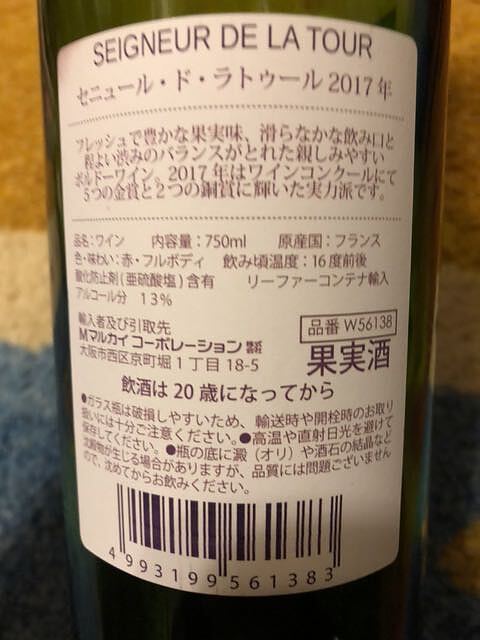 SEIGNEUR DE LA TOUR
セニュール・ド・ラトゥール 2017年
フレッシュで豊かな果実味、滑らかな飲み口と
程よい渋みのバランスがとれた親しみやすい
ボルドーワイン。2017年はワインコンクールにて
5つの金賞と2つの銅賞に輝いた実力派です。
品名:ワイン 内容量:750ml 原産国:フランス
色・味わい:赤・フルボディ 飲み頃温度:16度前後
酸化防止剤(亜硫酸塩)含有 リーファーコンテナ輸入
アルコール分 13%
輸入者及び引取先
Mマルカイコーポレーション株式会社
大阪市西区京町堀1丁目18-5
品番 W56138
果実酒
飲酒は20歳になってから
●ガラス瓶は破損しやすいため、輸送時や開栓時のお取り
扱いには十分ご注意ください。●高温や直射日光を避けて
保存してください。●瓶の底に澱(オリ)や酒石の結晶など
沈殿物が生じる場合がありますが、品質には問題ございません
ので、沈めてからお飲みください。
4993199561383